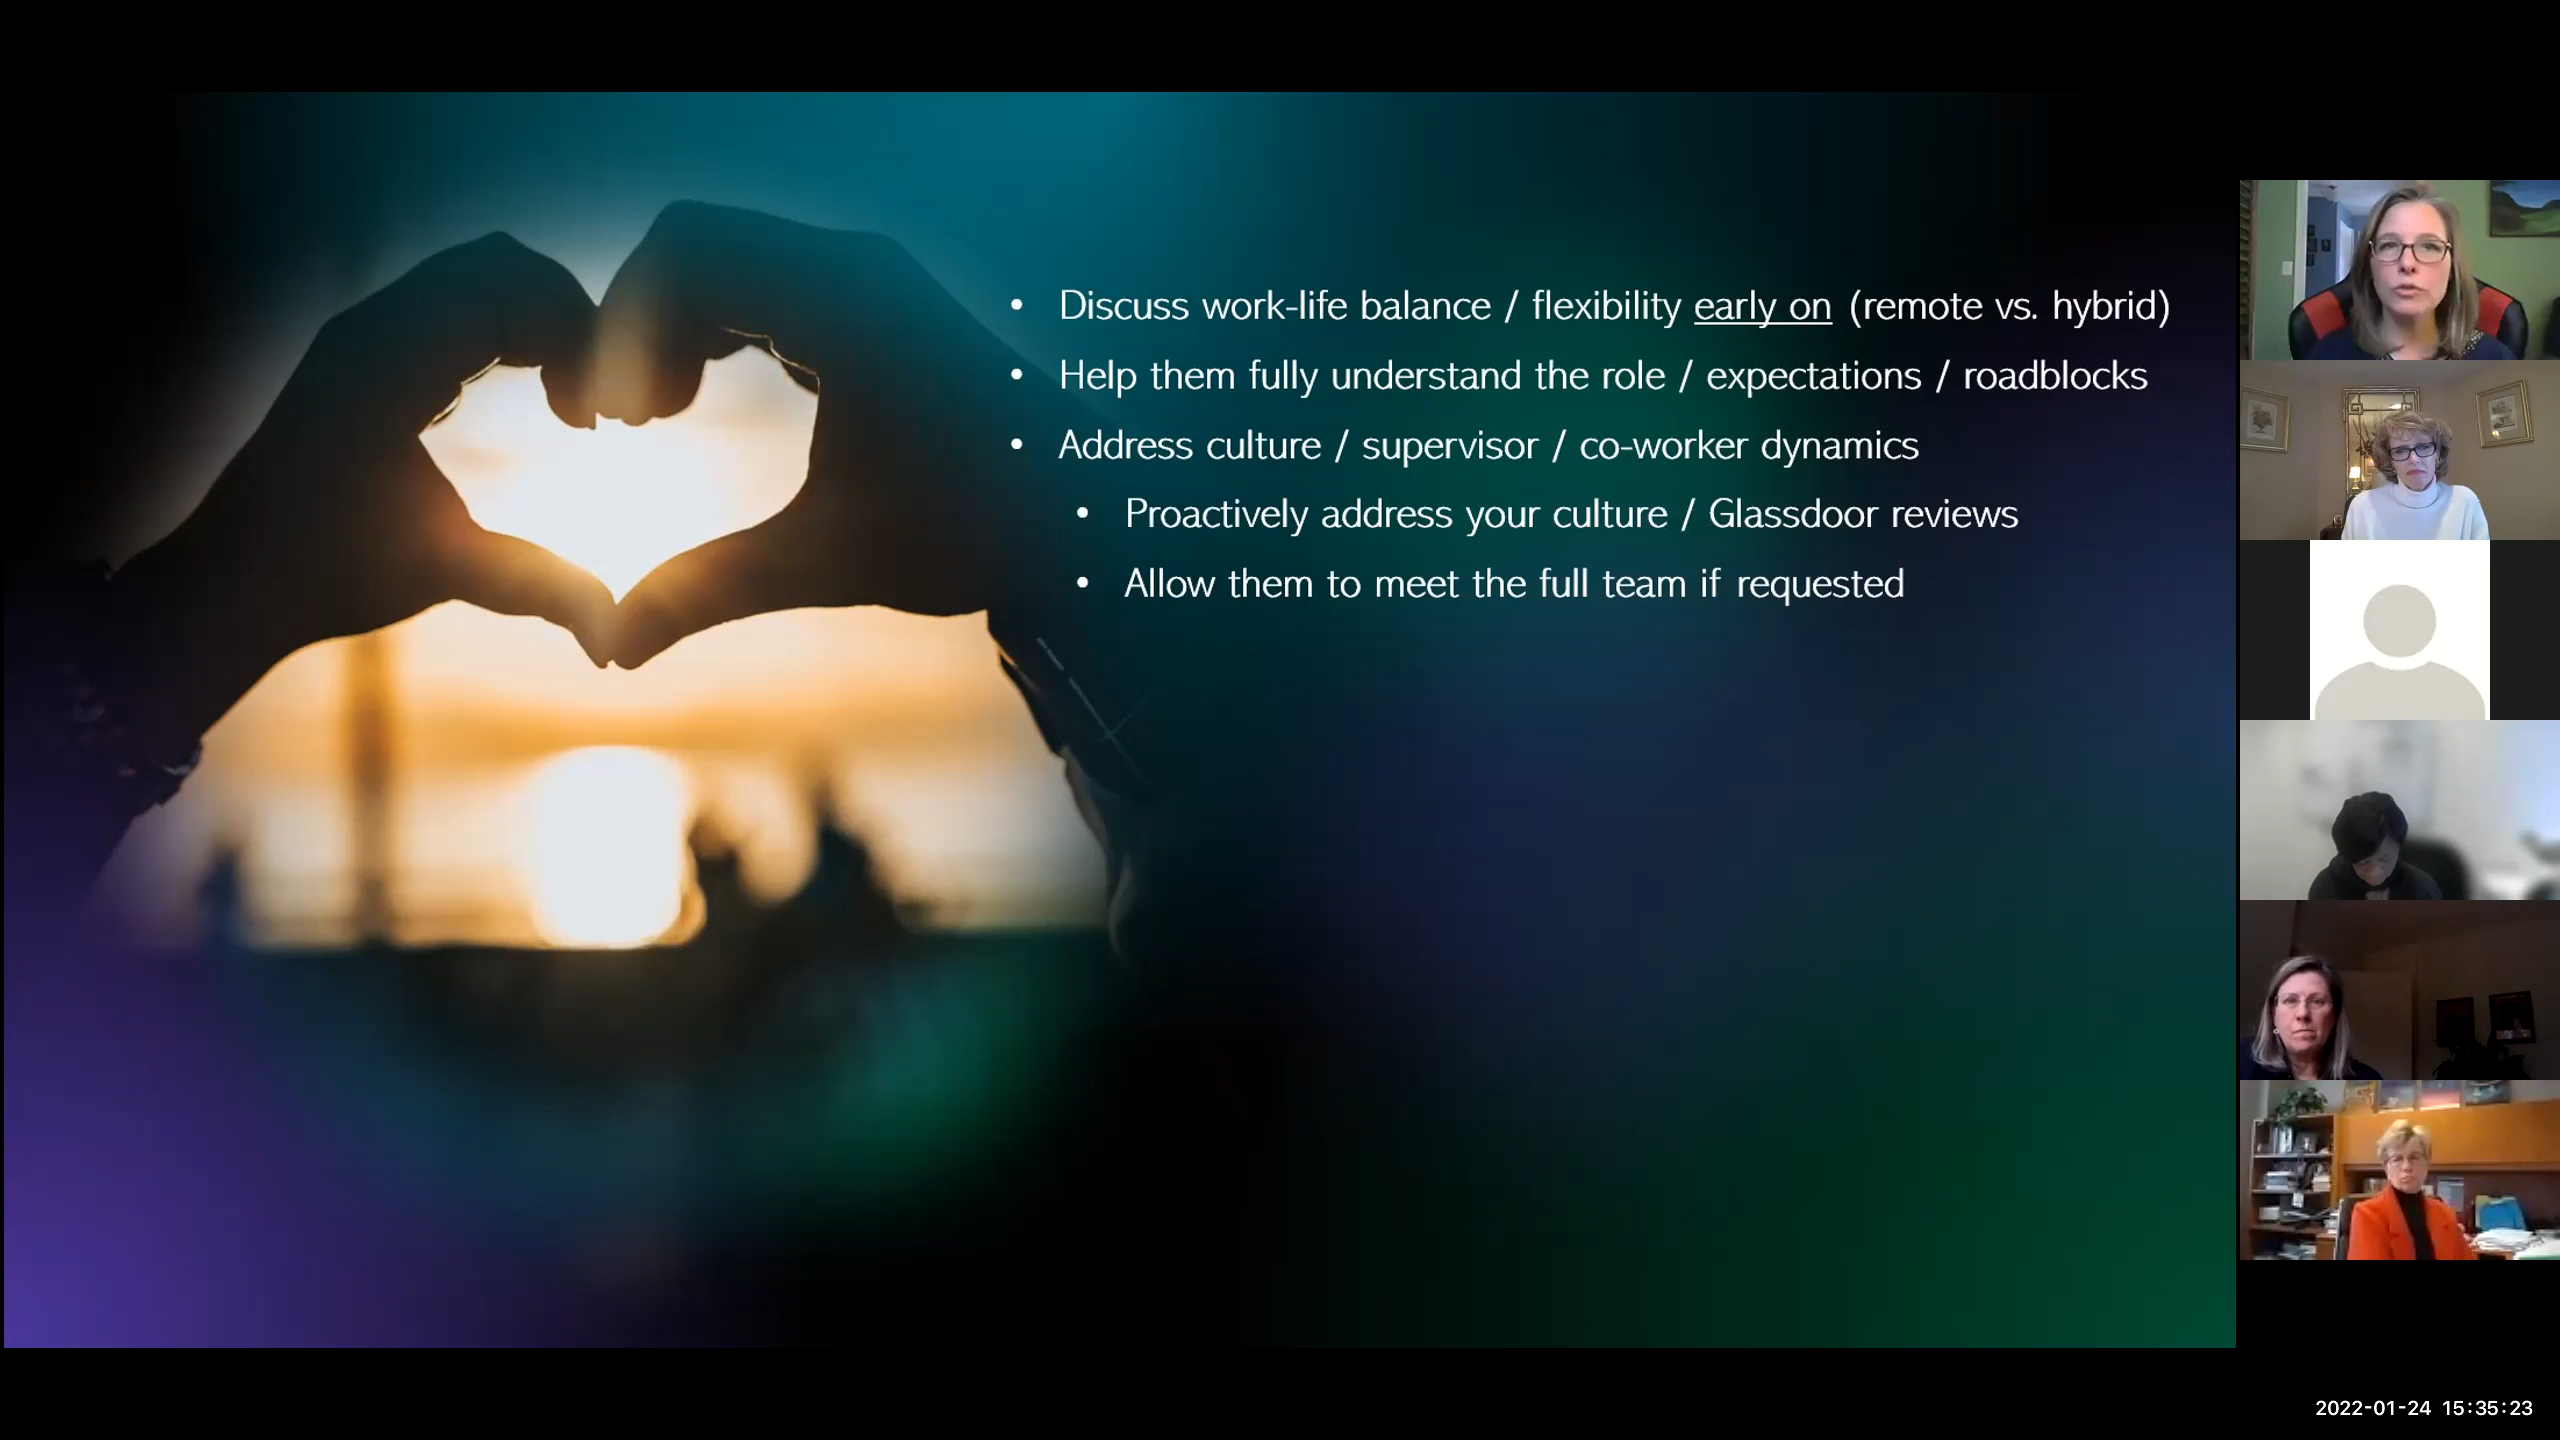 • Discuss work-life balance / flexibility early on (remote vs. hybrid)
• Help them fully understand the role / expectations / roadblocks
• Address culture / supervisor / co-worker dynamics
• Proactively address your culture / Glassdoor reviews
• Allow them to meet the full team if requested
2022-01-24 15:35:23